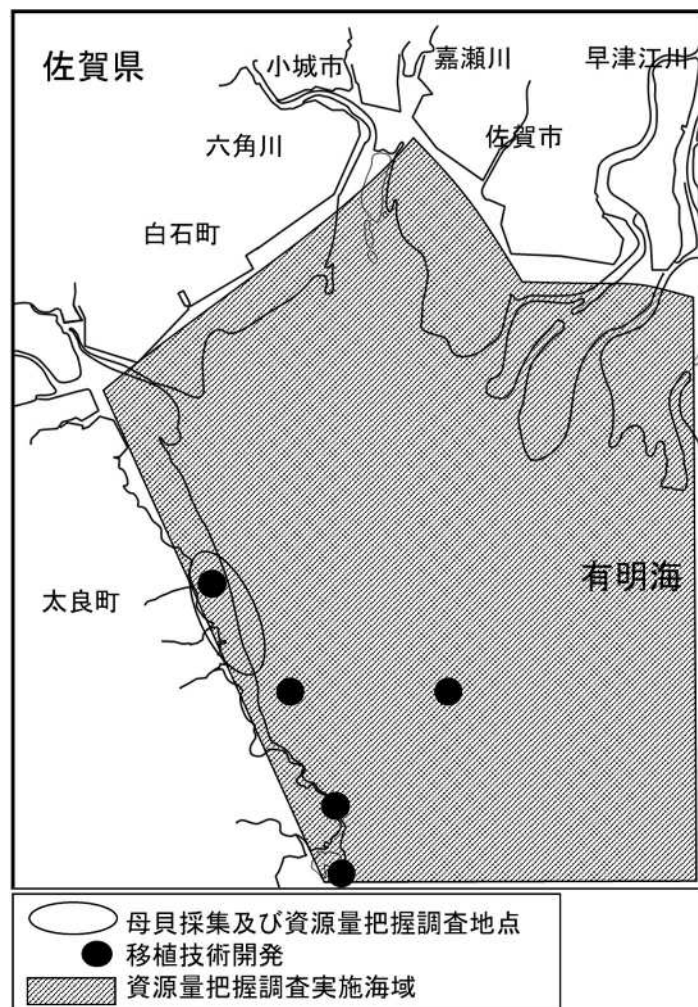 佐賀県
小城市
嘉瀬川
早津江川
六角川
佐賀市
白石町
太良町
有明海
母貝採集及び資源量把握調査地点
移植技術開発
資源量把握調査実施海域